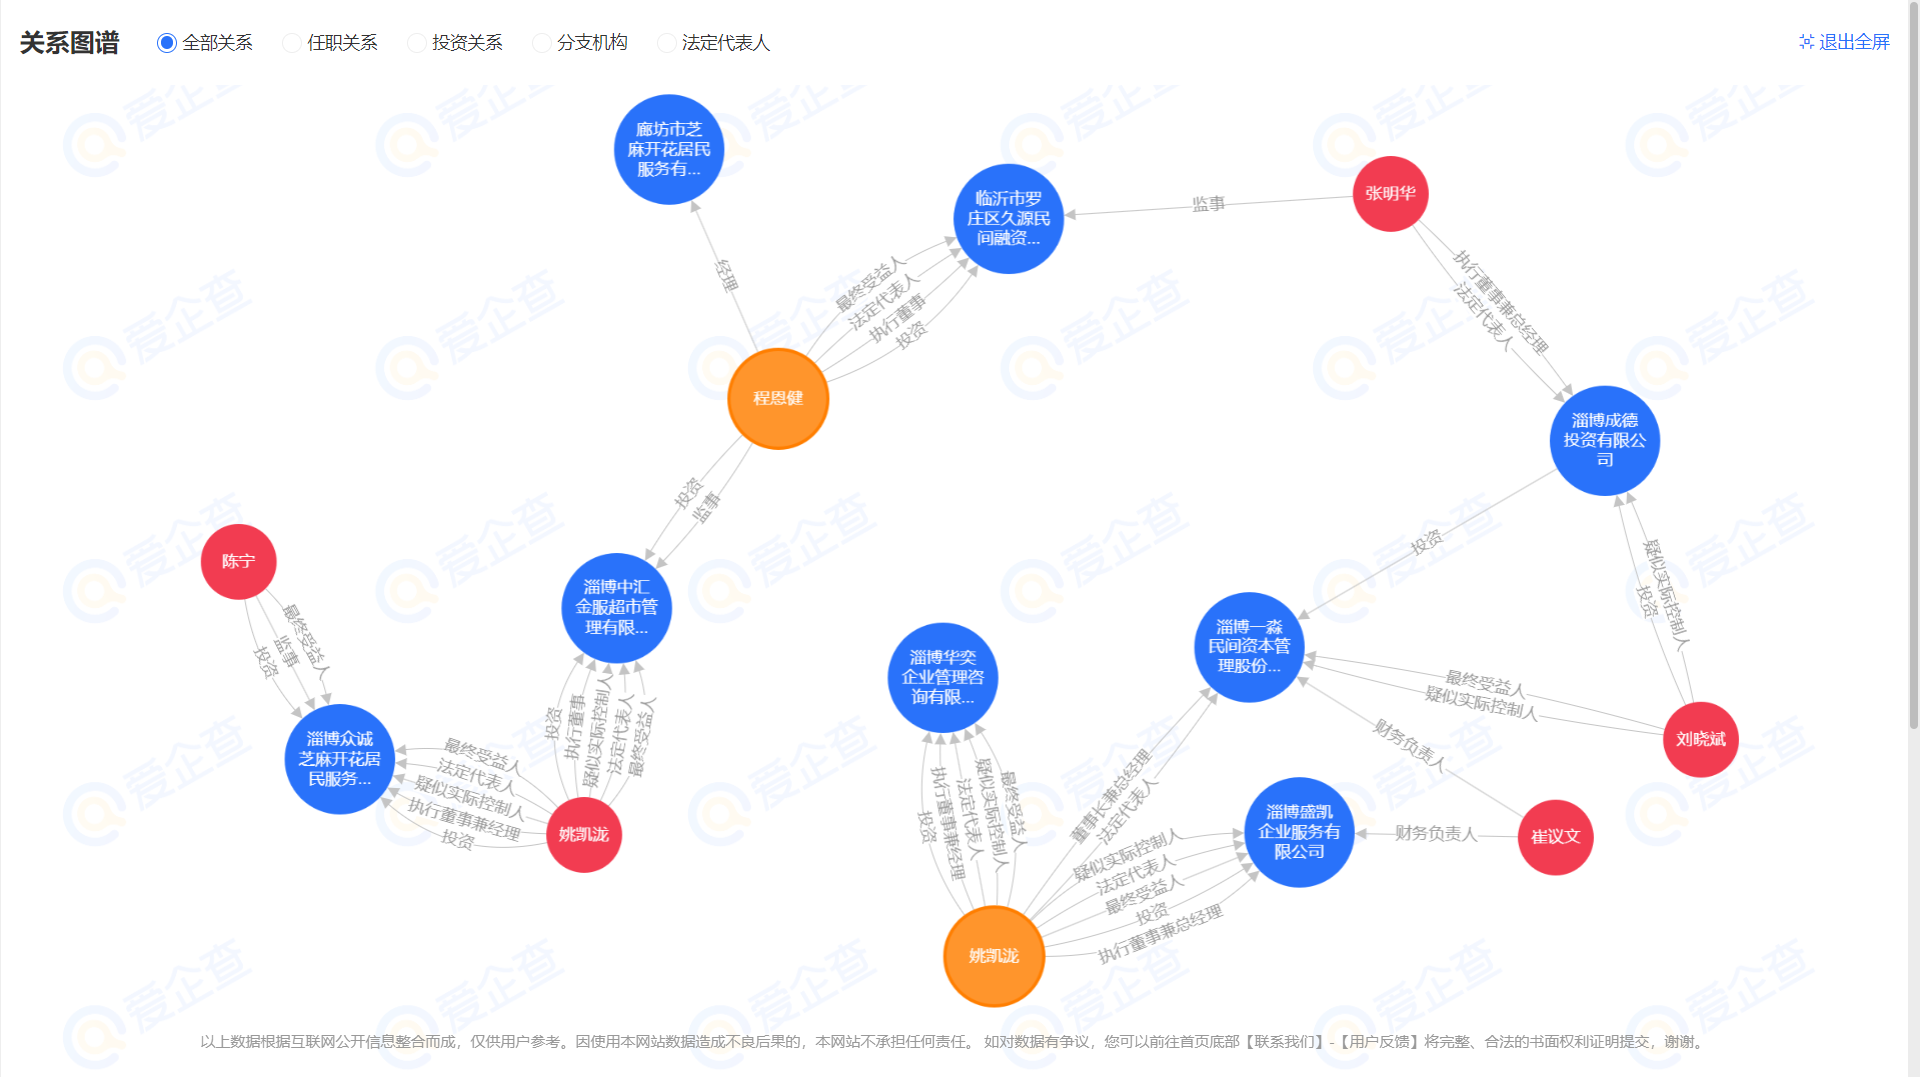 关系图谱
全部关系
任职关系
投资关系
分支机构
法定代表人
退出全屏
廊坊市芝
麻开花居民
服务有...
临沂市罗
庄区久源民
间融资...
监事
张明华
经理
最终受益人
法定代表人
执行董事
投资
执行董事兼总经理
法定代表人
程恩健
淄博成德
投资有限公
司
投资
监事
投资
疑似实际控制人
投资
陈宁
最终受益人
监事
投资
淄博中汇
金服超市管
理有限...
淄博华奕
企业管理咨
询有限...
淄博一淼
民间资本管
理股份...
最终受益人
疑似实际控制人
刘晓斌
投资
执行董事
疑似实际控制人
法定代表人
最终受益人
淄博众诚
芝麻开花居
民服务...
最终受益人
法定代表人
疑似实际控制人
执行董事兼经理
投资
姚凯泷
投资
执行董事兼经理
法定代表人
疑似实际控制人
最终受益人
董事长兼总经理
法定代表人
财务负责人
淄博盛凯
企业服务有
限公司
财务负责人
崔议文
疑似实际控制人
法定代表人
最终受益人
投资
执行董事兼总经理
姚凯泷
以上数据根据互联网公开信息整合而成，仅供用户参考。因使用本网站数据造成不良后果的，本网站不承担任何责任。 如对数据有争议，您可以前往首页底部【联系我们】-【用户反馈】将完整、合法的书面权利证明提交，谢谢。
爱企查